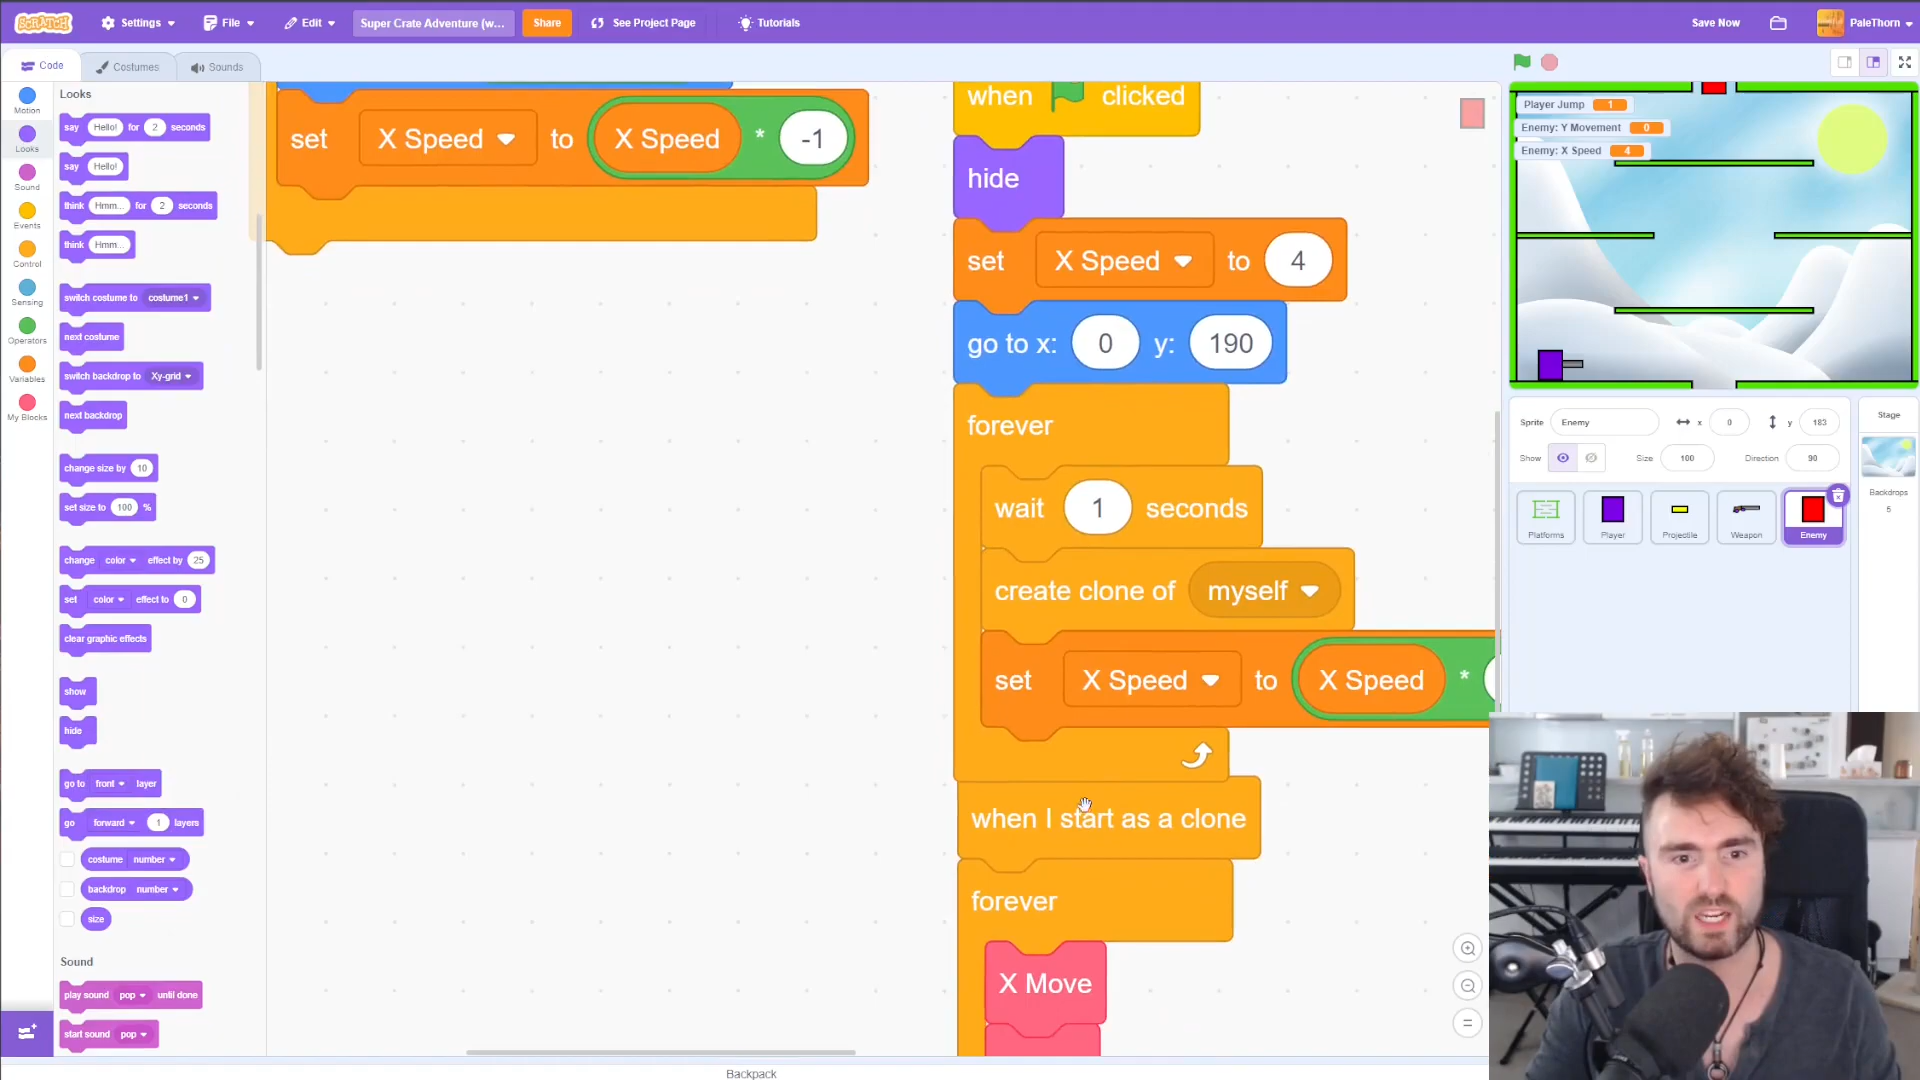 SCRATCH Settings File Edit Super Crate Adventure (w... Share See Project Page Tutorials Save Now PaleThorn
Code Costumes Sounds
Motion
Looks
Sound
Events
Control
Sensing
Operators
Variables
My Blocks
Looks
say Hello! for 2 seconds
say Hello!
think Hmm... for 2 seconds
think Hmm...
switch costume to costume1
next costume
switch backdrop to Xy-grid
next backdrop
change size by 10
set size to 100 %
change color effect by 25
set color effect to 0
clear graphic effects
show
hide
go to front layer
go forward 1 layers
costume number
backdrop number
size
Sound
play sound pop until done
start sound pop
set X Speed to X Speed * -1
when clicked
hide
set X Speed to 4
go to x: 0 y: 190
forever
wait 1 seconds
create clone of myself
set X Speed to X Speed *
when I start as a clone
forever
X Move
Backpack
Player Jump 1
Enemy: Y Movement 0
Enemy: X Speed 4
Sprite Enemy x 0 y 183
Show Size 100 Direction 90
Platforms Player Projectile Weapon Enemy
Stage
Backdrops
5